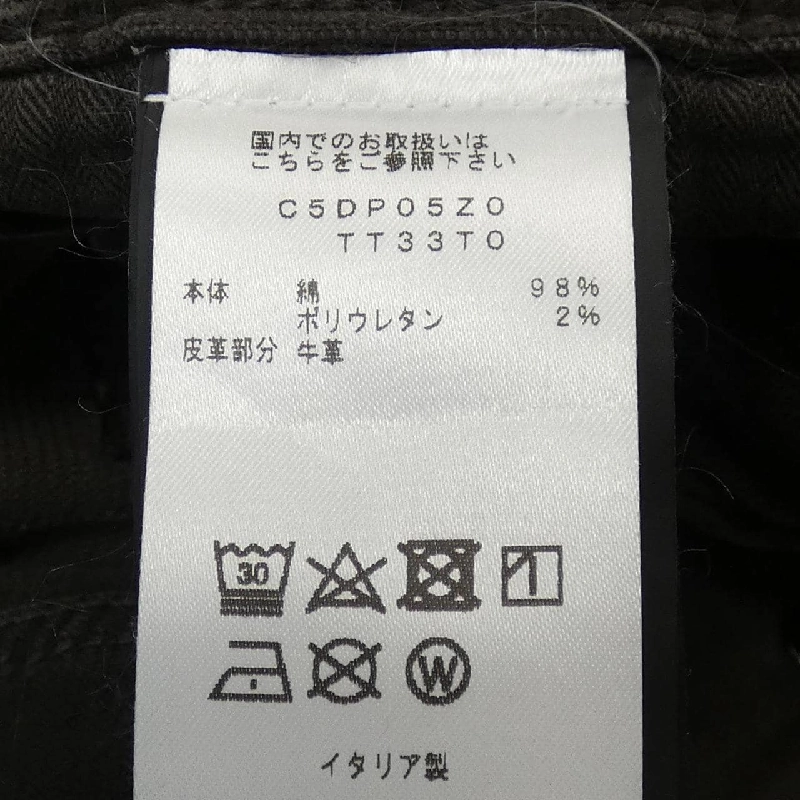 国内でのお取扱いは
こちらをご参照下さい
C5DP05Z0
TT33T0
本体 綿 98%
ポリウレタン 2%
皮革部分 牛革
30
W
イタリア製